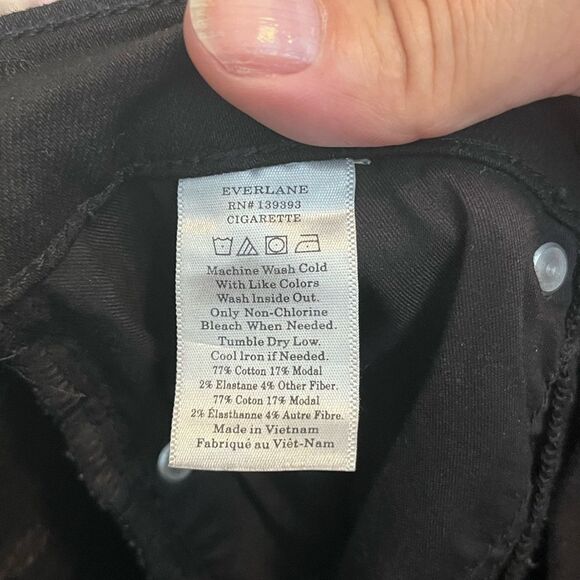 EVERLANE
RN# 139393
CIGARETTE
Machine Wash Cold
With Like Colors
Wash Inside Out.
Only Non-Chlorine
Bleach When Needed.
Tumble Dry Low.
Cool Iron if Needed.
77% Cotton 17% Modal
2% Elastane 4% Other Fiber.
77% Coton 17% Modal
2% Élasthanne 4% Autre Fibre.
Made in Vietnam
Fabriqué au Viêt-Nam